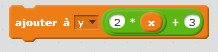 ajouter à y ▼ 2 * x + 3